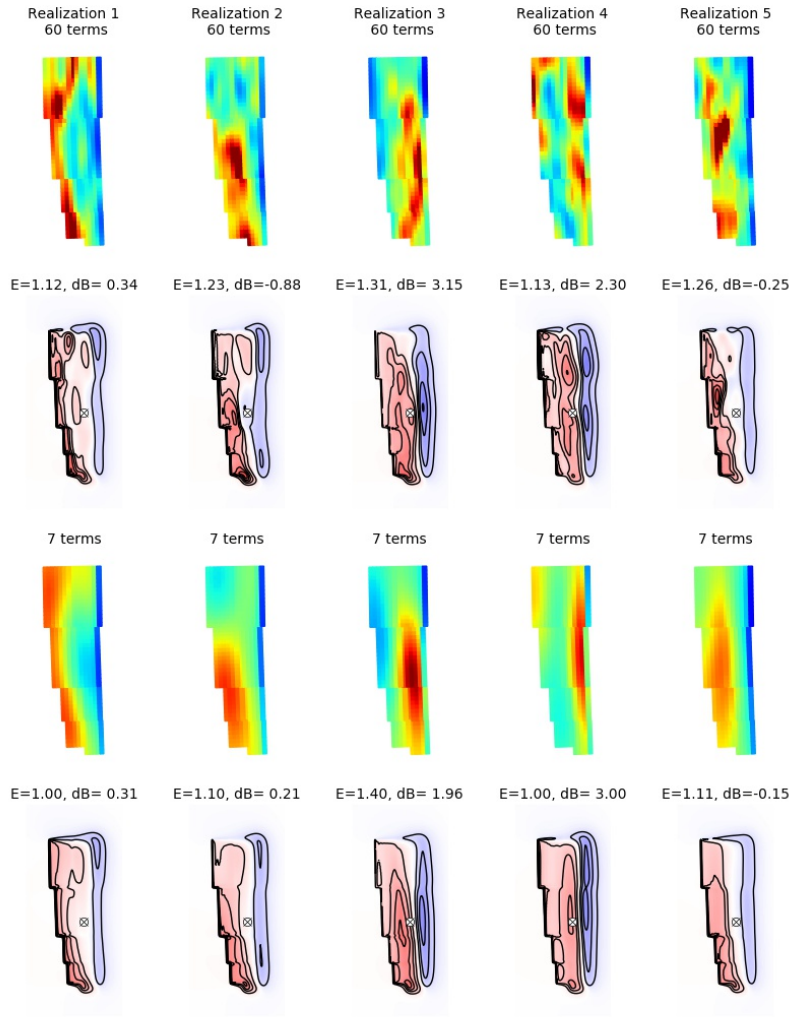 Realization 1
60 terms
Realization 2
60 terms
Realization 3
60 terms
Realization 4
60 terms
Realization 5
60 terms
E=1.12, dB= 0.34
E=1.23, dB=-0.88
E=1.31, dB= 3.15
E=1.13, dB= 2.30
E=1.26, dB=-0.25
7 terms
7 terms
7 terms
7 terms
7 terms
E=1.00, dB= 0.31
E=1.10, dB= 0.21
E=1.40, dB= 1.96
E=1.00, dB= 3.00
E=1.11, dB=-0.15